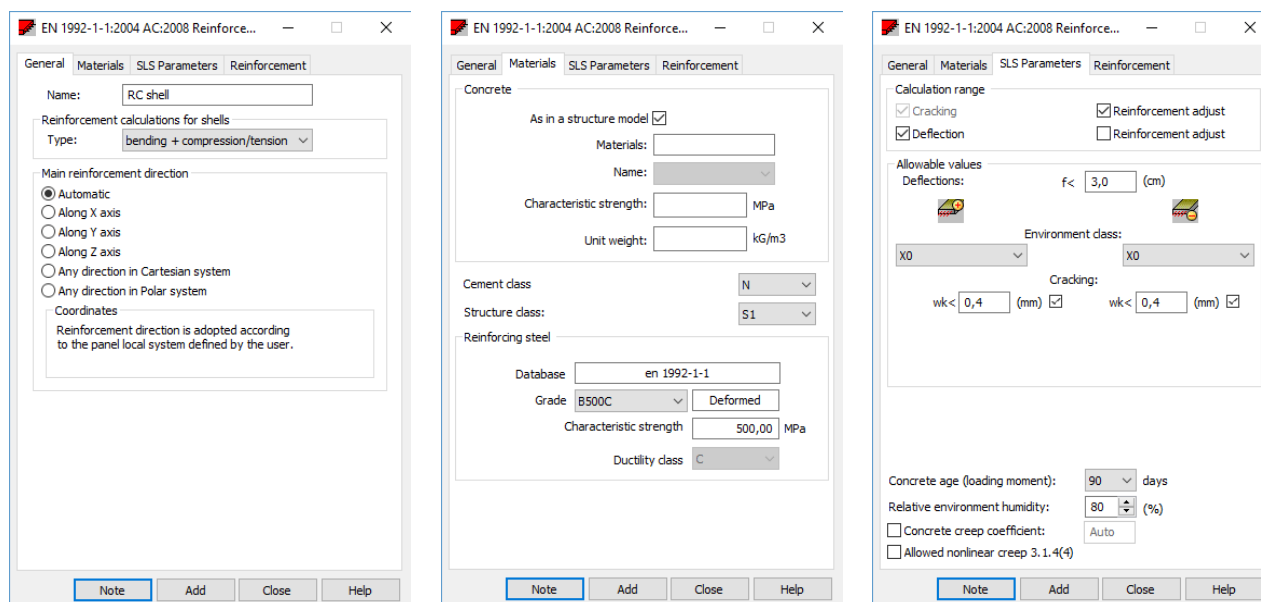 EN 1992-1-1:2004 AC:2008 Reinforce...
General Materials SLS Parameters Reinforcement
Name: RC shell
Reinforcement calculations for shells
Type: bending + compression/tension
Main reinforcement direction
Automatic
Along X axis
Along Y axis
Along Z axis
Any direction in Cartesian system
Any direction in Polar system
Coordinates
Reinforcement direction is adopted according
to the panel local system defined by the user.
Note Add Close Help
EN 1992-1-1:2004 AC:2008 Reinforce...
General Materials SLS Parameters Reinforcement
Concrete
As in a structure model
Materials:
Name:
Characteristic strength: MPa
Unit weight: kG/m3
Cement class N
Structure class: S1
Reinforcing steel
Database en 1992-1-1
Grade B500C Deformed
Characteristic strength 500,00 MPa
Ductility class C
Note Add Close Help
EN 1992-1-1:2004 AC:2008 Reinforce...
General Materials SLS Parameters Reinforcement
Calculation range
Cracking Reinforcement adjust
Deflection Reinforcement adjust
Allowable values
Deflections: f< 3,0 (cm)
Environment class:
X0 X0
Cracking:
wk< 0,4 (mm) wk< 0,4 (mm)
Concrete age (loading moment): 90 days
Relative environment humidity: 80 (%)
Concrete creep coefficient: Auto
Allowed nonlinear creep 3.1.4(4)
Note Add Close Help